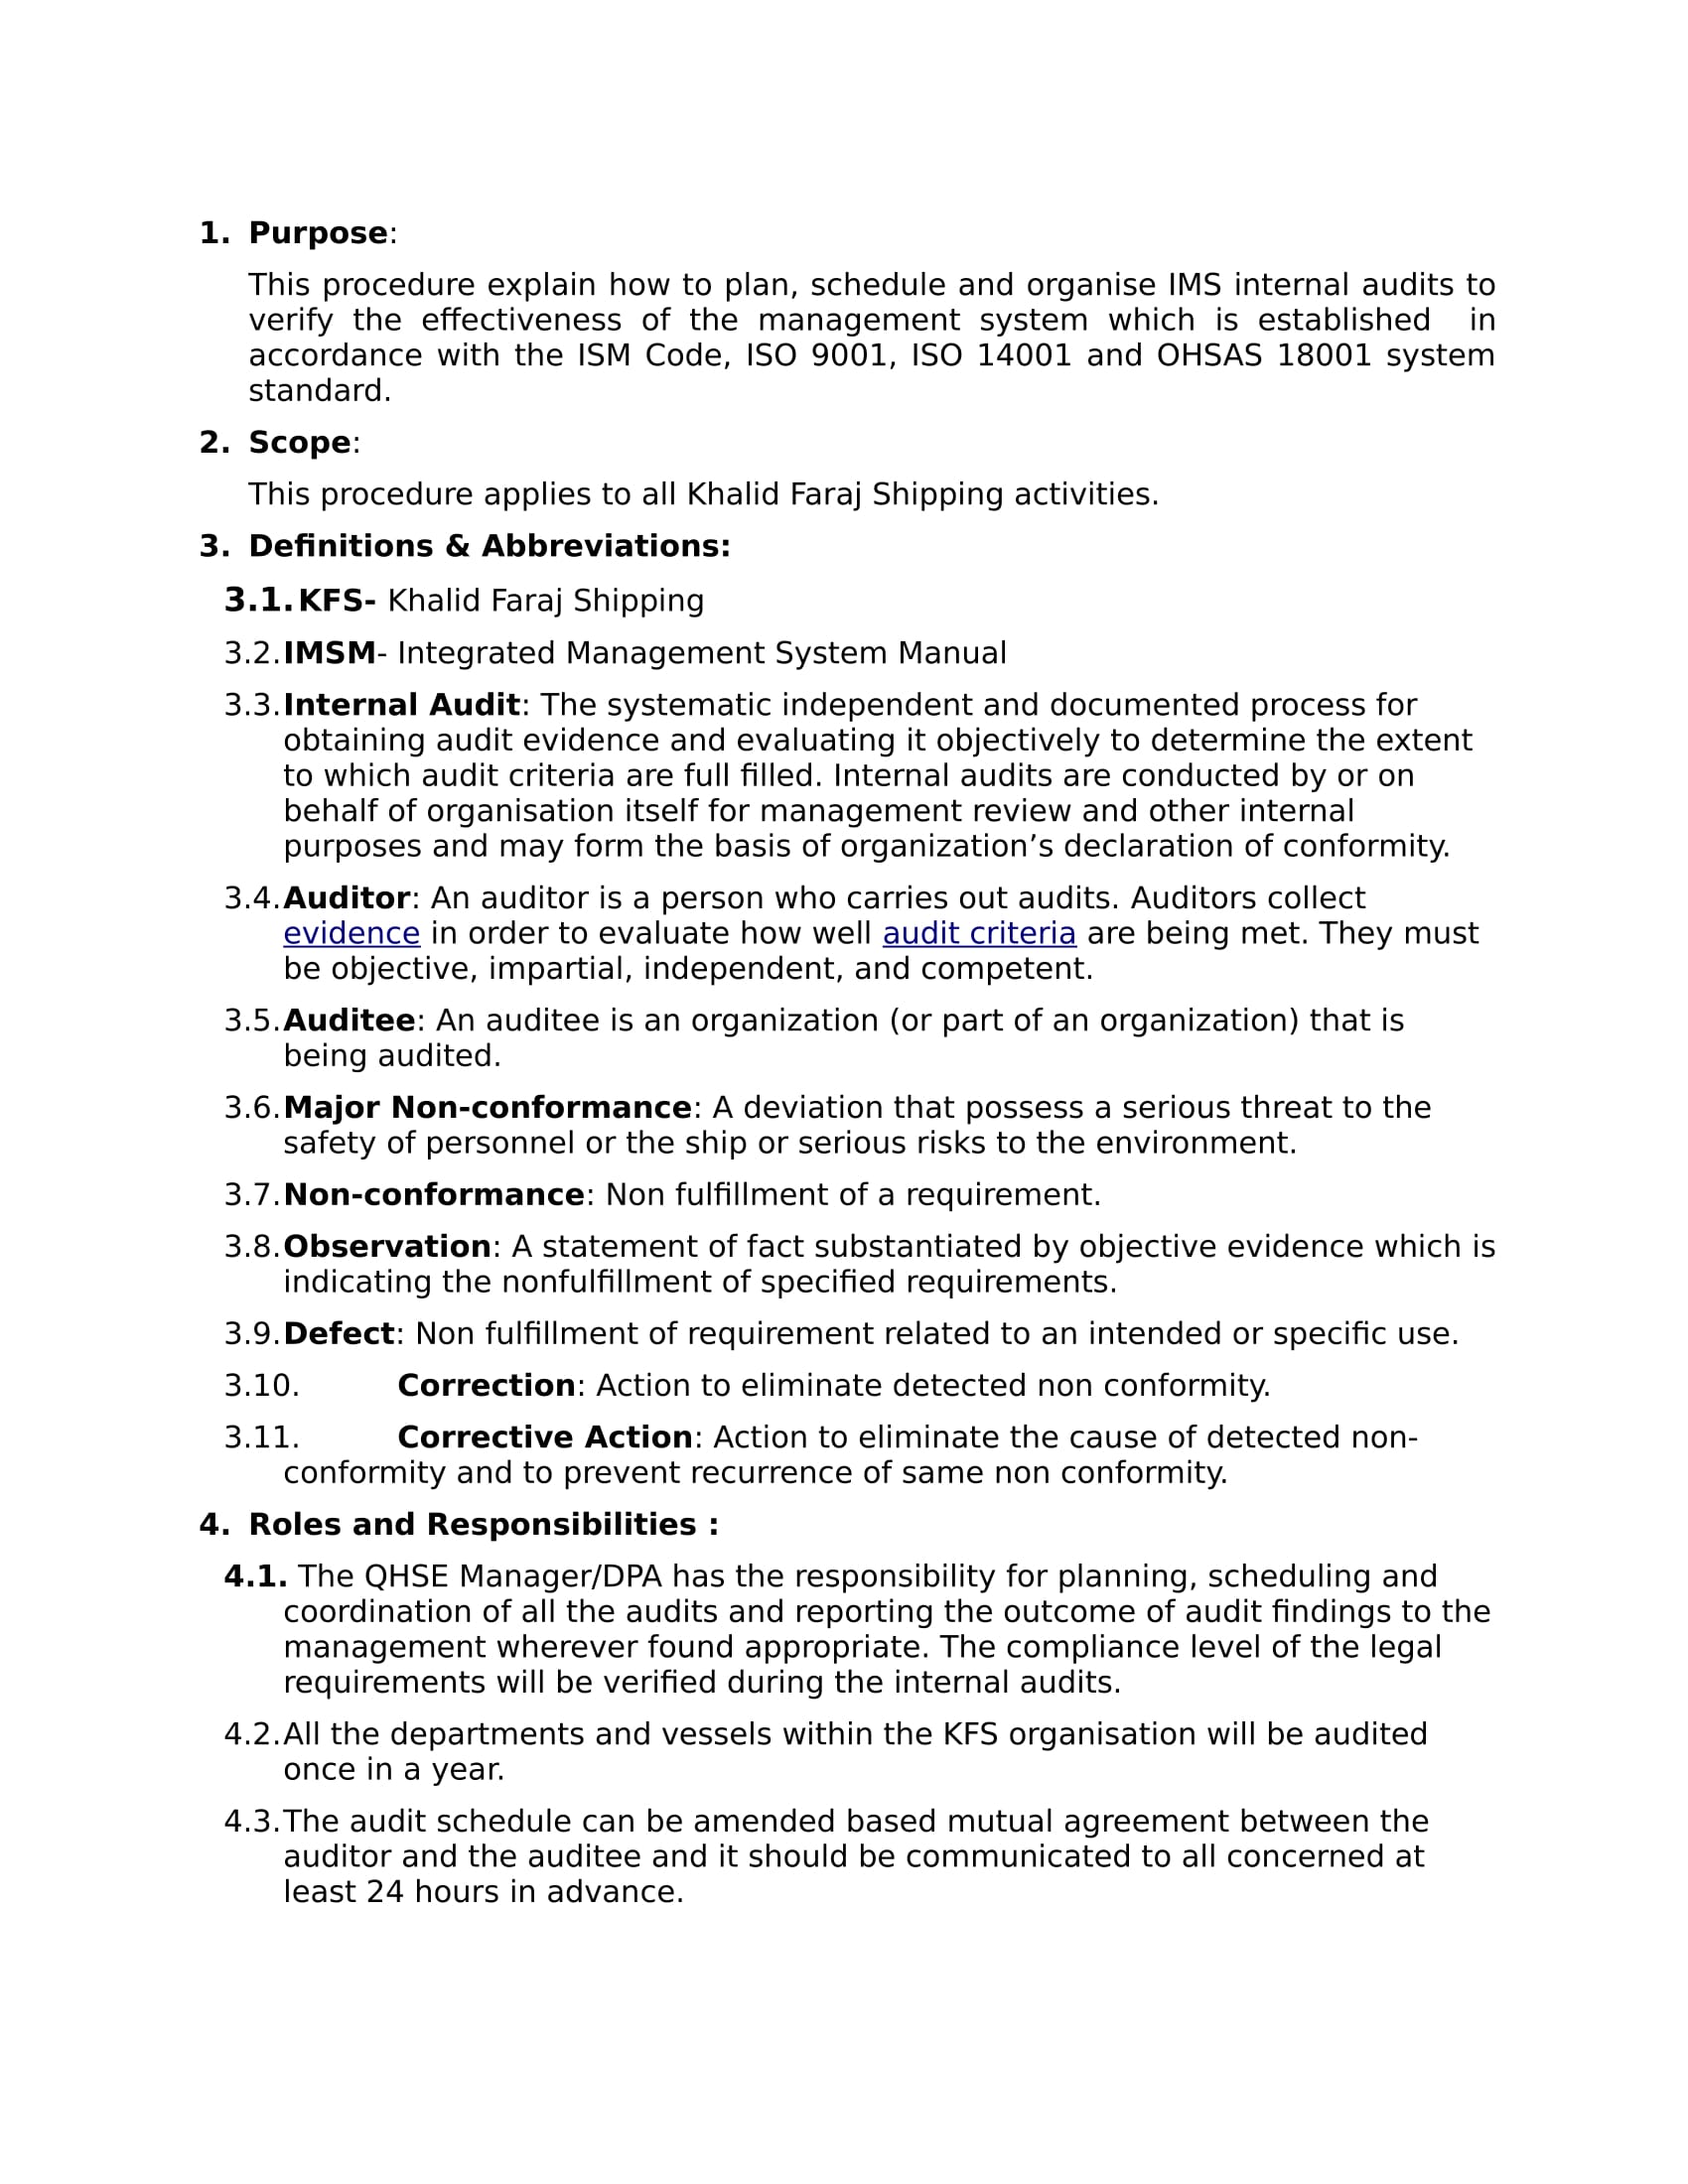 1. Purpose:
This procedure explain how to plan, schedule and organise IMS internal audits to
verify the effectiveness of the management system which is established in
accordance with the ISM Code, ISO 9001, ISO 14001 and OHSAS 18001 system
standard.
2. Scope:
This procedure applies to all Khalid Faraj Shipping activities.
3. Definitions & Abbreviations:
3.1. KFS- Khalid Faraj Shipping
3.2. IMSM- Integrated Management System Manual
3.3. Internal Audit: The systematic independent and documented process for
obtaining audit evidence and evaluating it objectively to determine the extent
to which audit criteria are full filled. Internal audits are conducted by or on
behalf of organisation itself for management review and other internal
purposes and may form the basis of organization’s declaration of conformity.
3.4. Auditor: An auditor is a person who carries out audits. Auditors collect
evidence in order to evaluate how well audit criteria are being met. They must
be objective, impartial, independent, and competent.
3.5. Auditee: An auditee is an organization (or part of an organization) that is
being audited.
3.6. Major Non-conformance: A deviation that possess a serious threat to the
safety of personnel or the ship or serious risks to the environment.
3.7. Non-conformance: Non fulfillment of a requirement.
3.8. Observation: A statement of fact substantiated by objective evidence which is
indicating the nonfulfillment of specified requirements.
3.9. Defect: Non fulfillment of requirement related to an intended or specific use.
3.10. Correction: Action to eliminate detected non conformity.
3.11. Corrective Action: Action to eliminate the cause of detected non-
conformity and to prevent recurrence of same non conformity.
4. Roles and Responsibilities :
4.1. The QHSE Manager/DPA has the responsibility for planning, scheduling and
coordination of all the audits and reporting the outcome of audit findings to the
management wherever found appropriate. The compliance level of the legal
requirements will be verified during the internal audits.
4.2. All the departments and vessels within the KFS organisation will be audited
once in a year.
4.3. The audit schedule can be amended based mutual agreement between the
auditor and the auditee and it should be communicated to all concerned at
least 24 hours in advance.